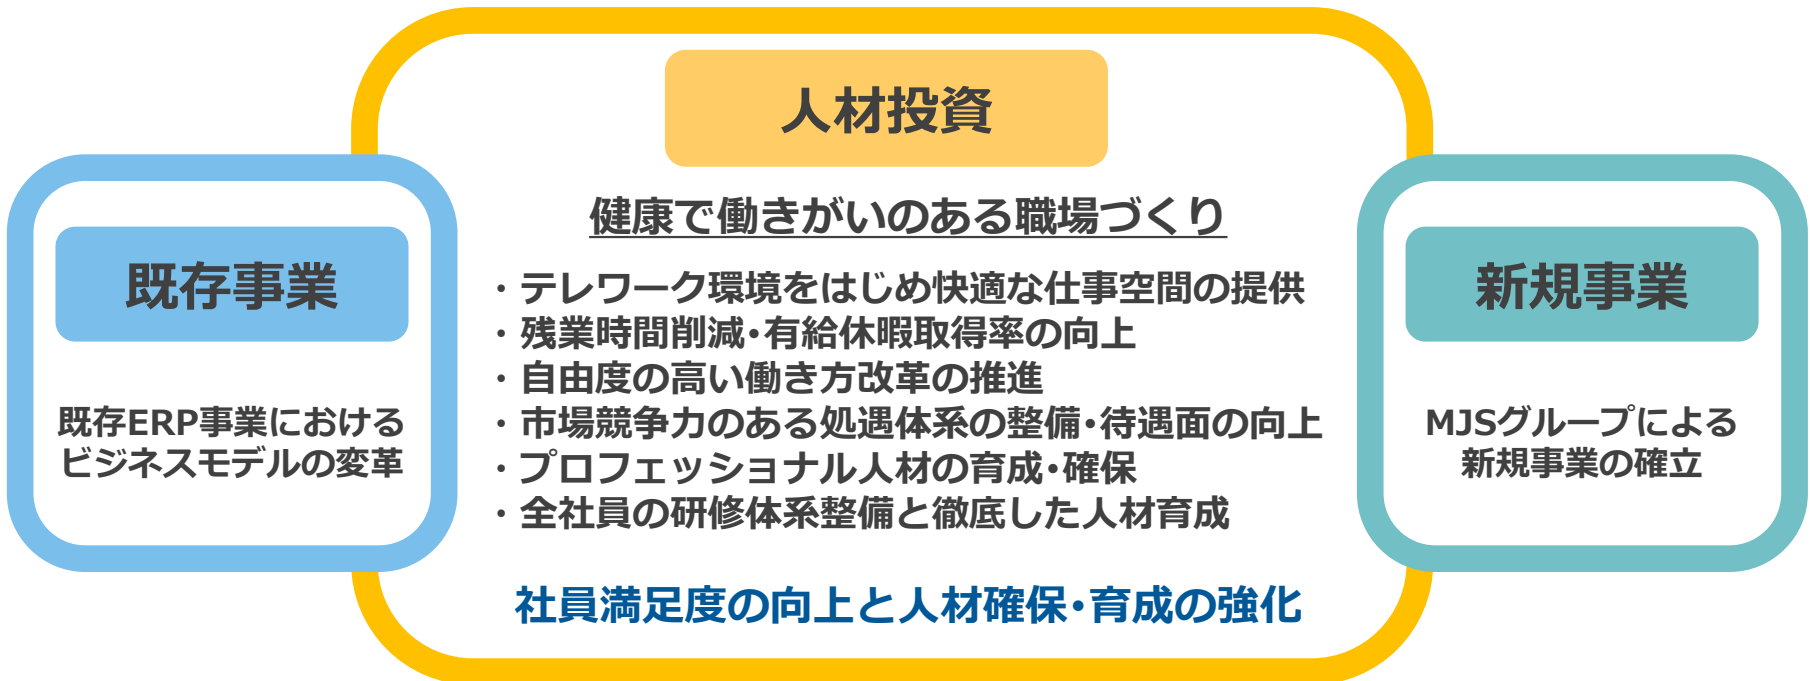 人材投資
健康で働きがいのある職場づくり
・テレワーク環境をはじめ快適な仕事空間の提供
・残業時間削減・有給休暇取得率の向上
・自由度の高い働き方改革の推進
・市場競争力のある処遇体系の整備・待遇面の向上
・プロフェッショナル人材の育成・確保
・全社員の研修体系整備と徹底した人材育成
社員満足度の向上と人材確保・育成の強化
既存事業
既存ERP事業における
ビジネスモデルの変革
新規事業
MJSグループによる
新規事業の確立